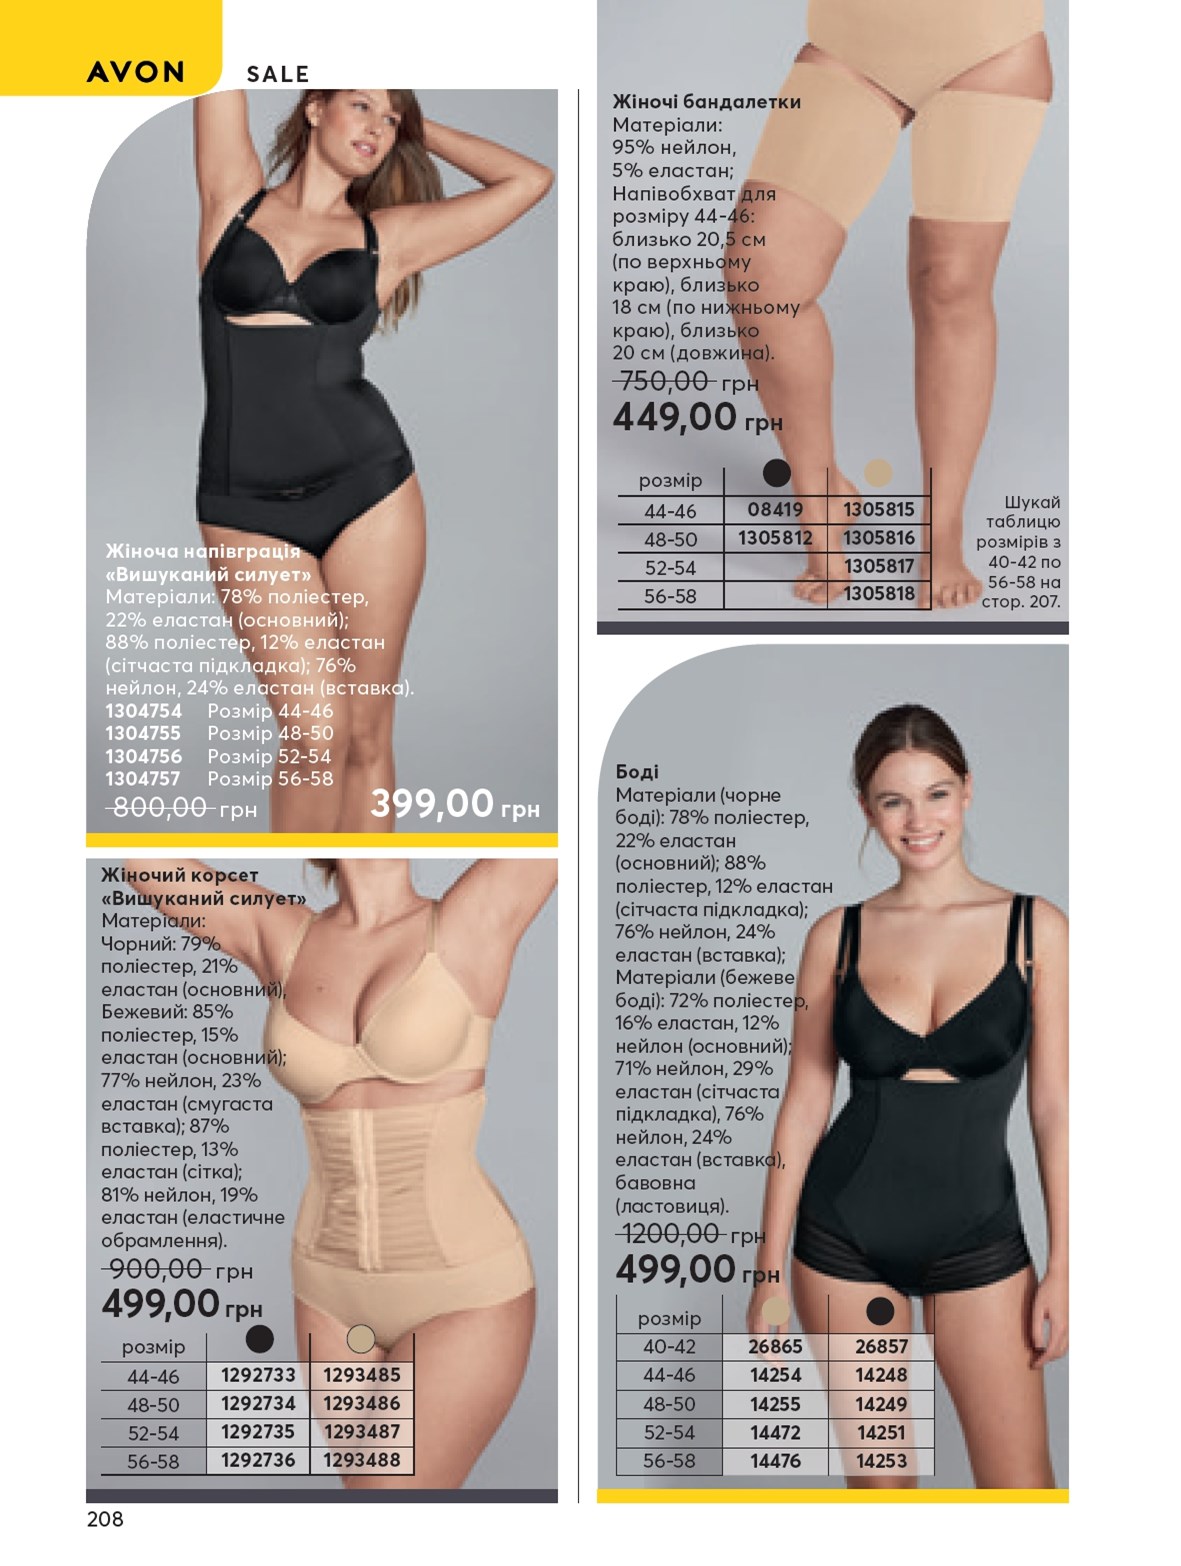 AVON
SALE
Жіноча напівграція
«Вишуканий силует»
Матеріали: 78% поліестер,
22% еластан (основний);
88% поліестер, 12% еластан
(сітчаста підкладка); 76%
нейлон, 24% еластан (вставка).
1304754 Розмір 44-46
1304755 Розмір 48-50
1304756 Розмір 52-54
1304757 Розмір 56-58
800,00 грн
399,00 грн
Жіночий корсет
«Вишуканий силует»
Матеріали:
Чорний: 79%
поліестер, 21%
еластан (основний),
Бежевий: 85%
поліестер, 15%
еластан (основний);
77% нейлон, 23%
еластан (смугаста
вставка); 87%
поліестер, 13%
еластан (сітка);
81% нейлон, 19%
еластан (еластичне
обрамлення).
900,00 грн
499,00 грн
розмір
44-46 1292733 1293485
48-50 1292734 1293486
52-54 1292735 1293487
56-58 1292736 1293488
Жіночі бандалетки
Матеріали:
95% нейлон,
5% еластан;
Напівобхват для
розміру 44-46:
близько 20,5 см
(по верхньому
краю), близько
18 см (по нижньому
краю), близько
20 см (довжина).
750,00 грн
449,00 грн
розмір
44-46 08419 1305815
48-50 1305812 1305816
52-54 1305817
56-58 1305818
Шукай
таблицю
розмірів з
40-42 по
56-58 на
стор. 207.
Боді
Матеріали (чорне
боді): 78% поліестер,
22% еластан
(основний); 88%
поліестер, 12% еластан
(сітчаста підкладка);
76% нейлон, 24%
еластан (вставка);
Матеріали (бежеве
боді): 72% поліестер,
16% еластан, 12%
нейлон (основний);
71% нейлон, 29%
еластан (сітчаста
підкладка), 76%
нейлон, 24%
еластан (вставка),
бавовна
(ластовиця).
1200,00 грн
499,00 грн
розмір
40-42 26865 26857
44-46 14254 14248
48-50 14255 14249
52-54 14472 14251
56-58 14476 14253
208